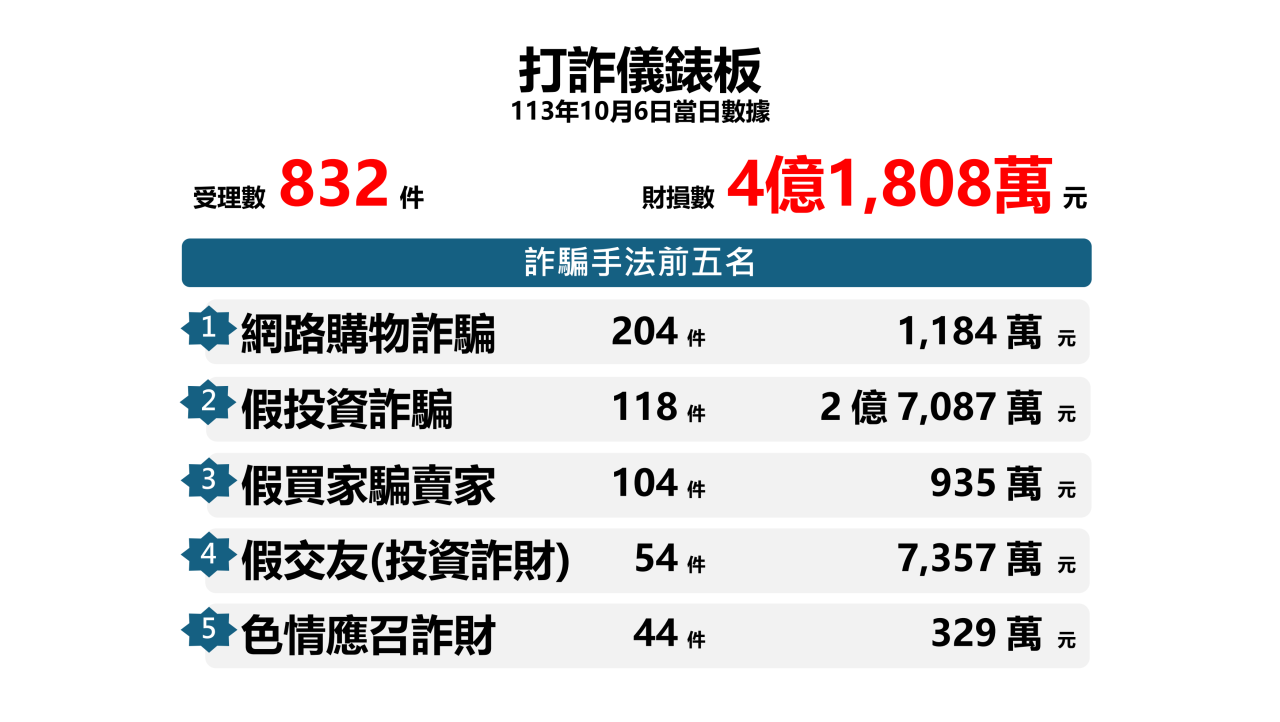 打詐儀錶板
113年10月6日當日數據
受理數 832 件 財損數 4億1,808萬 元
詐騙手法前五名
1 網路購物詐騙 204 件 1,184 萬 元
2 假投資詐騙 118 件 2 億 7,087 萬 元
3 假買家騙賣家 104 件 935 萬 元
4 假交友(投資詐財) 54 件 7,357 萬 元
5 色情應召詐財 44 件 329 萬 元